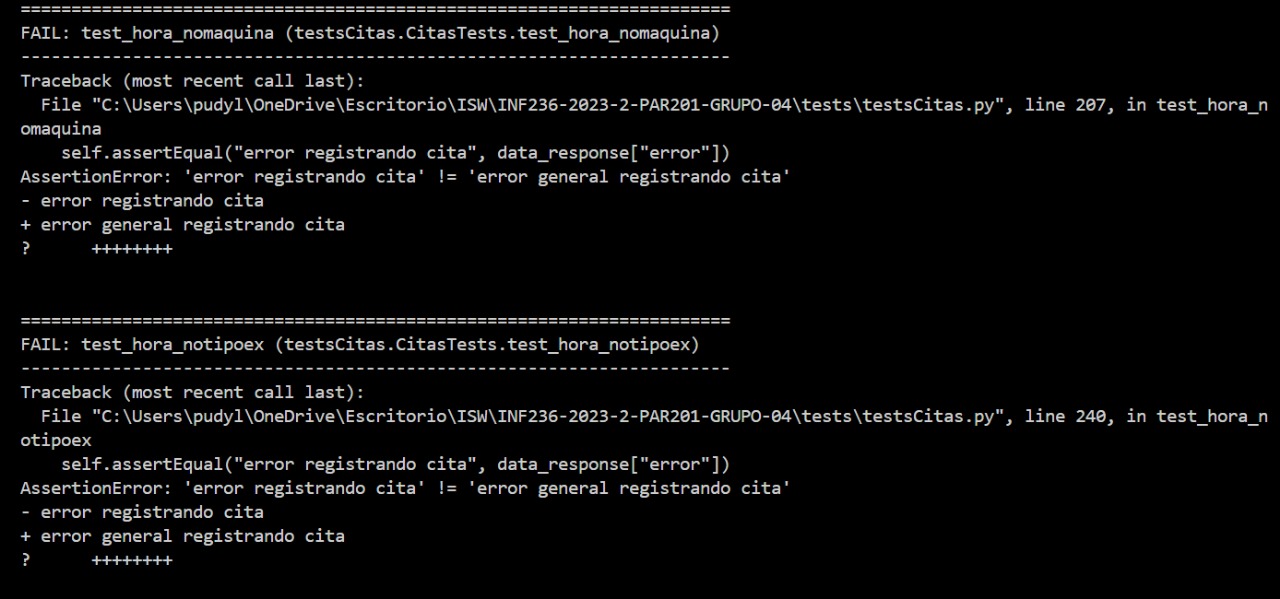 ======================================================================
FAIL: test_hora_nomaquina (testsCitas.CitasTests.test_hora_nomaquina)
----------------------------------------------------------------------
Traceback (most recent call last):
  File "C:\Users\pudyl\OneDrive\Escritorio\ISW\INF236-2023-2-PAR201-GRUPO-04\tests\testsCitas.py", line 207, in test_hora_n
omaquina
    self.assertEqual("error registrando cita", data_response["error"])
AssertionError: 'error registrando cita' != 'error general registrando cita'
- error registrando cita
+ error general registrando cita
?       ++++++++
======================================================================
FAIL: test_hora_notipoex (testsCitas.CitasTests.test_hora_notipoex)
----------------------------------------------------------------------
Traceback (most recent call last):
  File "C:\Users\pudyl\OneDrive\Escritorio\ISW\INF236-2023-2-PAR201-GRUPO-04\tests\testsCitas.py", line 240, in test_hora_n
otipoex
    self.assertEqual("error registrando cita", data_response["error"])
AssertionError: 'error registrando cita' != 'error general registrando cita'
- error registrando cita
+ error general registrando cita
?       ++++++++